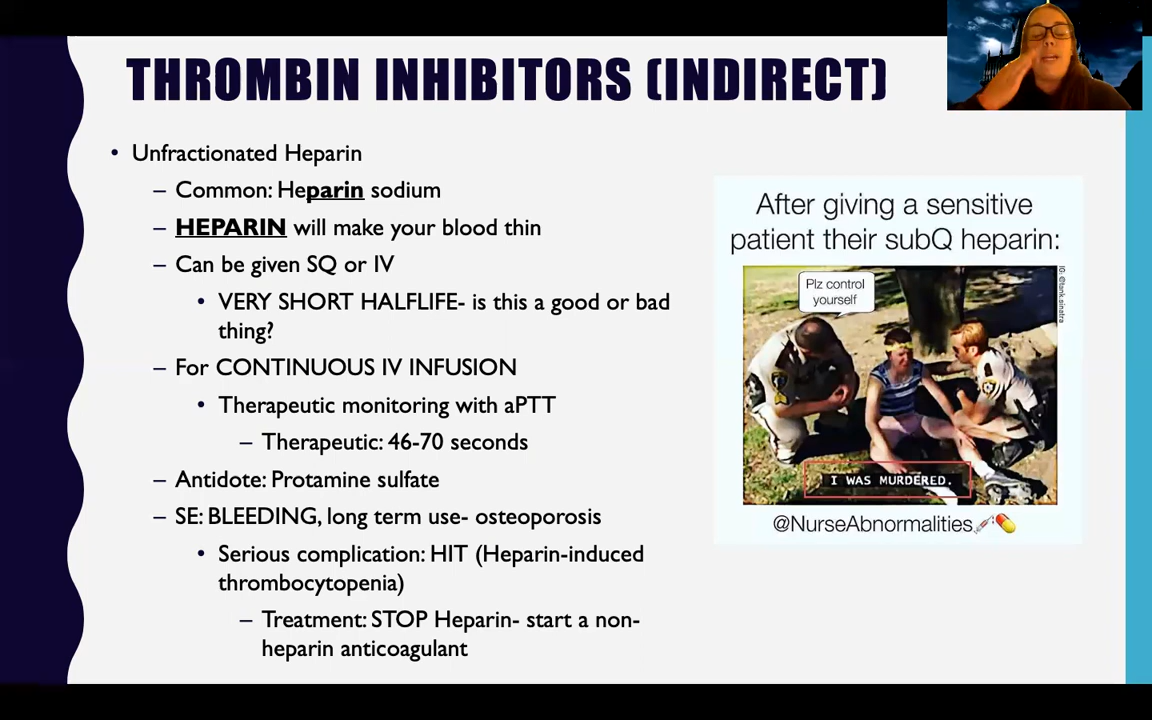 THROMBIN INHIBITORS (INDIRECT)
• Unfractionated Heparin
– Common: Heparin sodium
– HEPARIN will make your blood thin
– Can be given SQ or IV
• VERY SHORT HALFLIFE- is this a good or bad
thing?
– For CONTINUOUS IV INFUSION
• Therapeutic monitoring with aPTT
– Therapeutic: 46-70 seconds
– Antidote: Protamine sulfate
– SE: BLEEDING, long term use- osteoporosis
• Serious complication: HIT (Heparin-induced
thrombocytopenia)
– Treatment: STOP Heparin- start a non-
heparin anticoagulant
After giving a sensitive
patient their subQ heparin:
Plz control
yourself
IG: @tank.sinatra
I WAS MURDERED.
@NurseAbnormalities💉💊